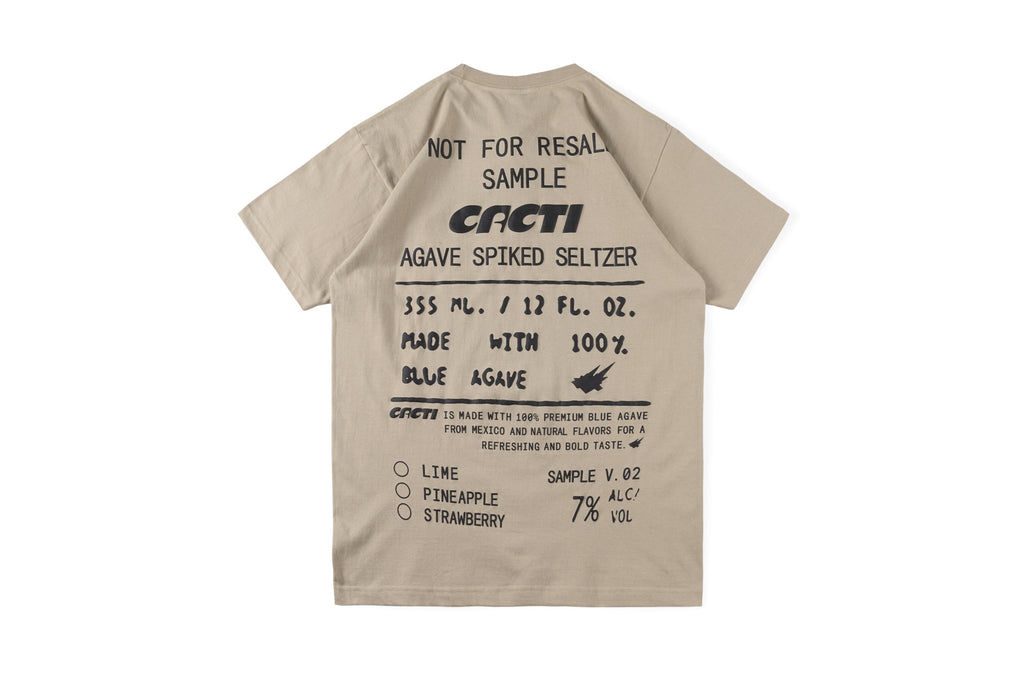 NOT FOR RESAL
SAMPLE
CACTI
AGAVE SPIKED SELTZER
355 ML. / 12 FL. OZ.
MADE WITH 100%
BLUE AGAVE
CACTI IS MADE WITH 100% PREMIUM BLUE AGAVE
FROM MEXICO AND NATURAL FLAVORS FOR A
REFRESHING AND BOLD TASTE.
LIME
PINEAPPLE
STRAWBERRY
SAMPLE V.02
7% ALC/
VOL